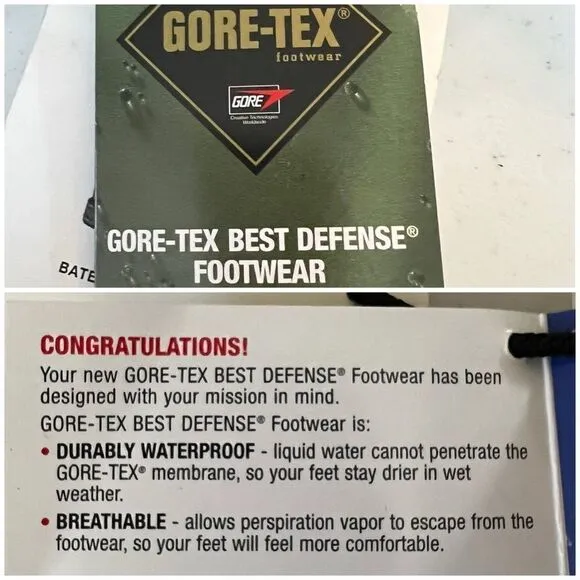 GORE-TEX®
footwear
GORE
Creative Technologies
Worldwide
GORE-TEX BEST DEFENSE®
FOOTWEAR
BATE
CONGRATULATIONS!
Your new GORE-TEX BEST DEFENSE® Footwear has been
designed with your mission in mind.
GORE-TEX BEST DEFENSE® Footwear is:
• DURABLY WATERPROOF - liquid water cannot penetrate the
GORE-TEX® membrane, so your feet stay drier in wet
weather.
• BREATHABLE - allows perspiration vapor to escape from the
footwear, so your feet will feel more comfortable.